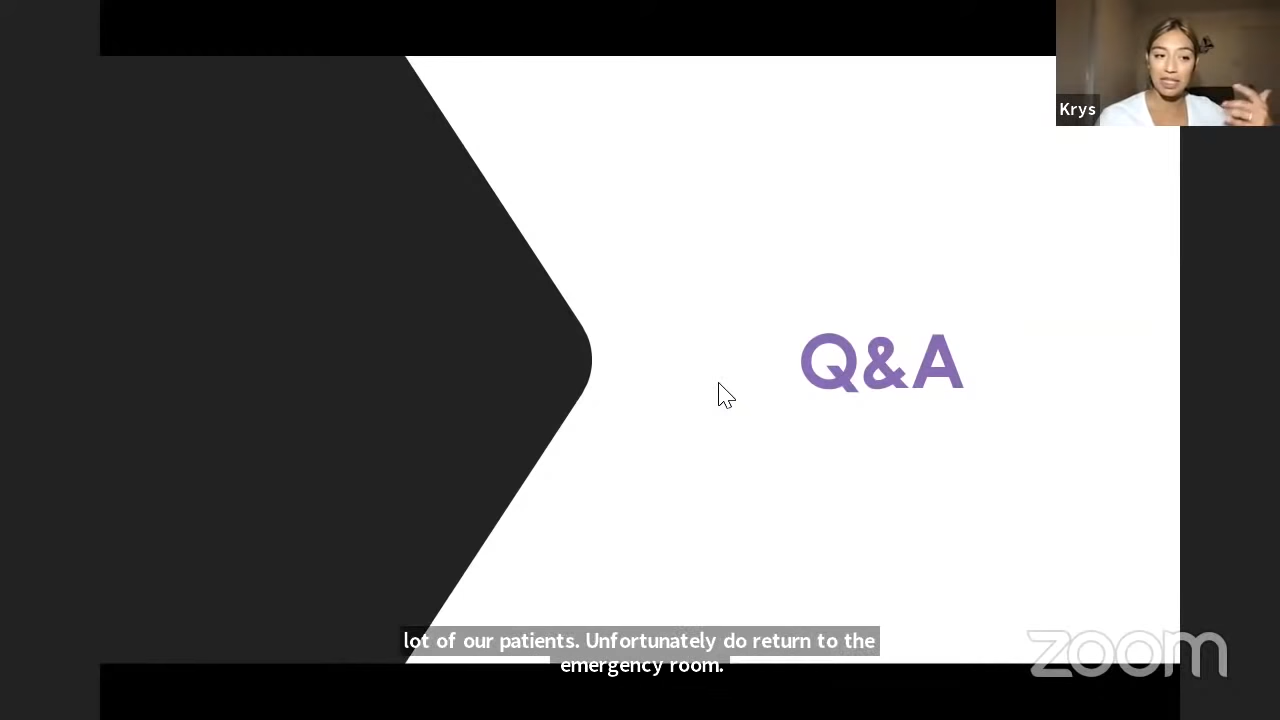 Krys
Q&A
lot of our patients. Unfortunately do return to the
emergency room.
zoom